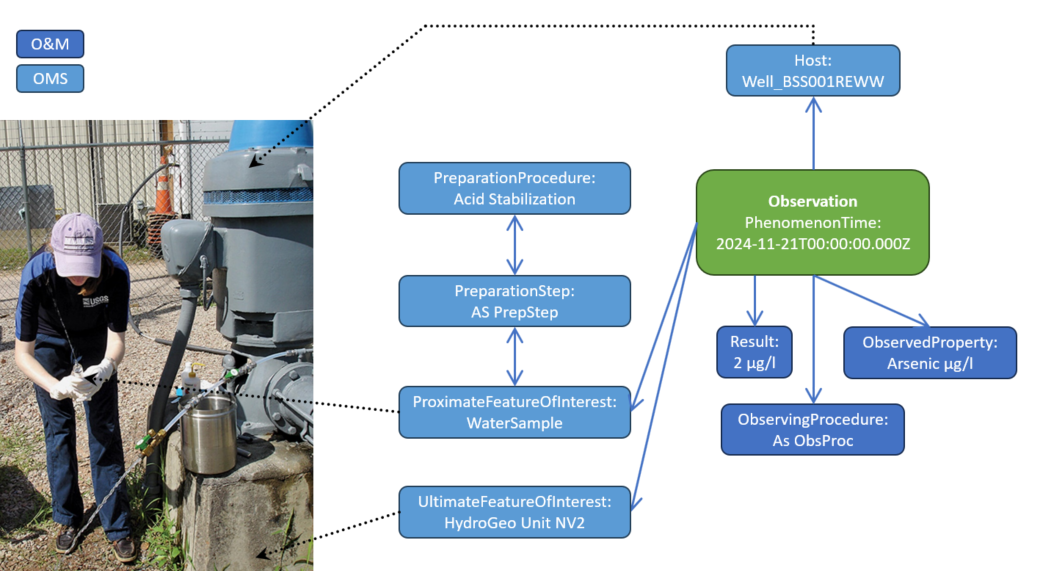 O&M
OMS
Host:
Well_BSS001REWW
PreparationProcedure:
Acid Stabilization
Observation
PhenomenonTime:
2024-11-21T00:00:00.000Z
PreparationStep:
AS PrepStep
USGS
Result:
2 µg/l
ObservedProperty:
Arsenic µg/l
ProximateFeatureOfInterest:
WaterSample
ObservingProcedure:
As ObsProc
UltimateFeatureOfInterest:
HydroGeo Unit NV2